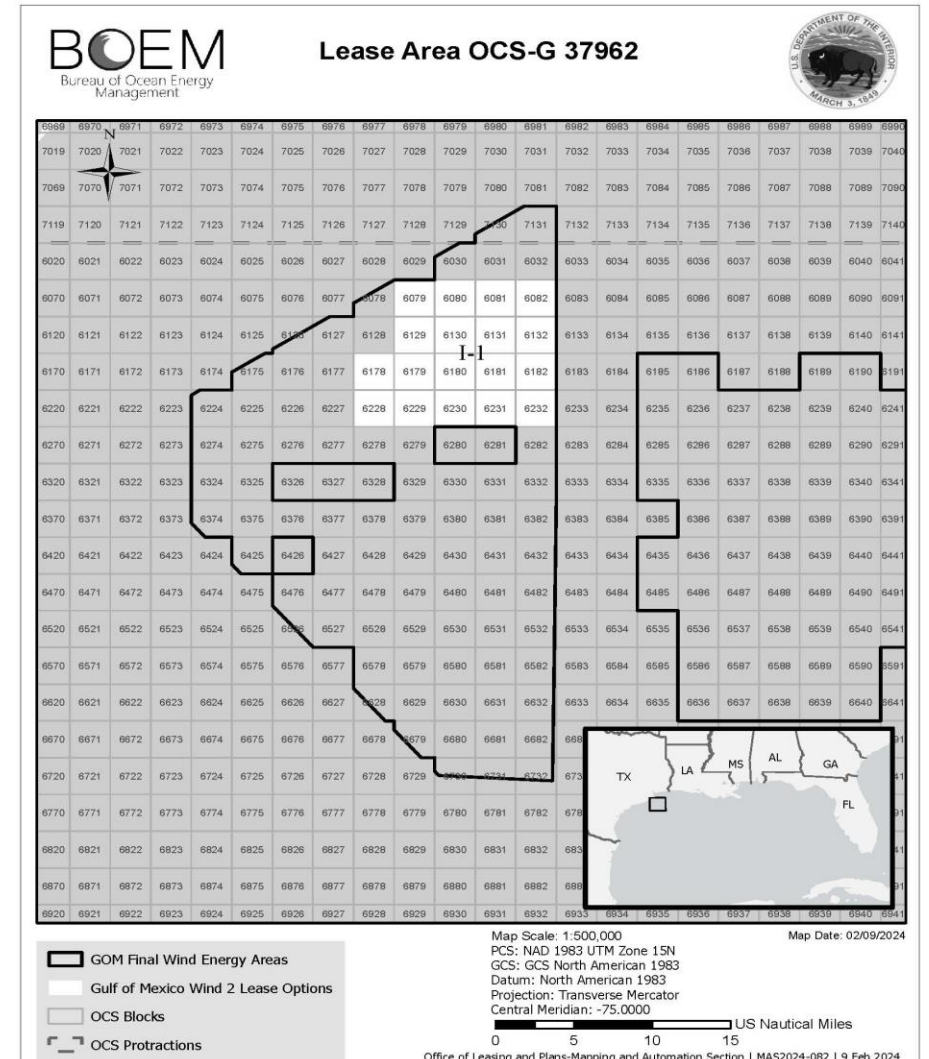 BOEM
Bureau of Ocean Energy
Management
Lease Area OCS-G 37962
U.S. DEPARTMENT OF THE INTERIOR
MARCH 3, 1849
6969 6970 6971 6972 6973 6974 6975 6976 6977 6978 6979 6980 6981 6982 6983 6984 6985 6986 6987 6988 6989 6990
N
7019 7020 7021 7022 7023 7024 7025 7026 7027 7028 7029 7030 7031 7032 7033 7034 7035 7036 7037 7038 7039 7040
7069 7070 7071 7072 7073 7074 7075 7076 7077 7078 7079 7080 7081 7082 7083 7084 7085 7086 7087 7088 7089 7090
7119 7120 7121 7122 7123 7124 7125 7126 7127 7128 7129 7130 7131 7132 7133 7134 7135 7136 7137 7138 7139 7140
6020 6021 6022 6023 6024 6025 6026 6027 6028 6029 6030 6031 6032 6033 6034 6035 6036 6037 6038 6039 6040 6041
6070 6071 6072 6073 6074 6075 6076 6077 6078 6079 6080 6081 6082 6083 6084 6085 6086 6087 6088 6089 6090 6091
6120 6121 6122 6123 6124 6125 6126 6127 6128 6129 6130 6131 6132 6133 6134 6135 6136 6137 6138 6139 6140 6141
I-1
6170 6171 6172 6173 6174 6175 6176 6177 6178 6179 6180 6181 6182 6183 6184 6185 6186 6187 6188 6189 6190 6191
6220 6221 6222 6223 6224 6225 6226 6227 6228 6229 6230 6231 6232 6233 6234 6235 6236 6237 6238 6239 6240 6241
6270 6271 6272 6273 6274 6275 6276 6277 6278 6279 6280 6281 6282 6283 6284 6285 6286 6287 6288 6289 6290 6291
6320 6321 6322 6323 6324 6325 6326 6327 6328 6329 6330 6331 6332 6333 6334 6335 6336 6337 6338 6339 6340 6341
6370 6371 6372 6373 6374 6375 6376 6377 6378 6379 6380 6381 6382 6383 6384 6385 6386 6387 6388 6389 6390 6391
6420 6421 6422 6423 6424 6425 6426 6427 6428 6429 6430 6431 6432 6433 6434 6435 6436 6437 6438 6439 6440 6441
6470 6471 6472 6473 6474 6475 6476 6477 6478 6479 6480 6481 6482 6483 6484 6485 6486 6487 6488 6489 6490 6491
6520 6521 6522 6523 6524 6525 6526 6527 6528 6529 6530 6531 6532 6533 6534 6535 6536 6537 6538 6539 6540 6541
6570 6571 6572 6573 6574 6575 6576 6577 6578 6579 6580 6581 6582 6583 6584 6585 6586 6587 6588 6589 6590 6591
6620 6621 6622 6623 6624 6625 6626 6627 6628 6629 6630 6631 6632 6633 6634 6635 6636 6637 6638 6639 6640 6641
6670 6671 6672 6673 6674 6675 6676 6677 6678 6679 6680 6681 6682 668 91
6720 6721 6722 6723 6724 6725 6726 6727 6728 6729 6730 6731 6732 673 41
6770 6771 6772 6773 6774 6775 6776 6777 6778 6779 6780 6781 6782 678 91
6820 6821 6822 6823 6824 6825 6826 6827 6828 6829 6830 6831 6832 683 41
6870 6871 6872 6873 6874 6875 6876 6877 6878 6879 6880 6881 6882 688 91
6920 6921 6922 6923 6924 6925 6926 6927 6928 6929 6930 6931 6932 6933 6934 6935 6936 6937 6938 6939 6940 6941
TX LA MS AL GA
FL
GOM Final Wind Energy Areas
Gulf of Mexico Wind 2 Lease Options
OCS Blocks
OCS Protractions
Map Scale: 1:500,000
Map Date: 02/09/2024
PCS: NAD 1983 UTM Zone 15N
GCS: GCS North American 1983
Datum: North American 1983
Projection: Transverse Mercator
Central Meridian: -75.0000
US Nautical Miles
0 5 10 15
Office of Leasing and Plans-Mapping and Automation Section | MAS2024-082 | 9 Feb 2024